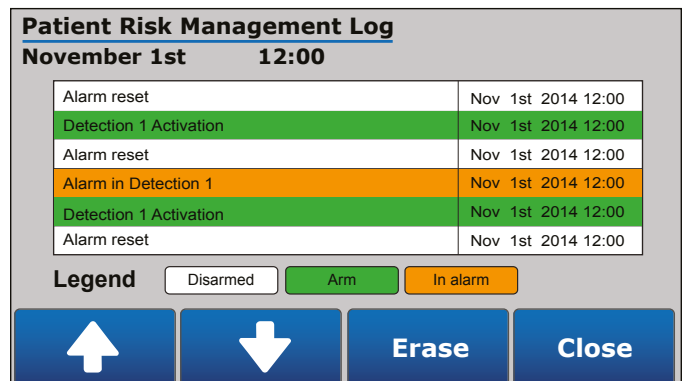 Patient Risk Management Log
November 1st 12:00
Alarm reset Nov 1st 2014 12:00
Detection 1 Activation Nov 1st 2014 12:00
Alarm reset Nov 1st 2014 12:00
Alarm in Detection 1 Nov 1st 2014 12:00
Detection 1 Activation Nov 1st 2014 12:00
Alarm reset Nov 1st 2014 12:00
Legend Disarmed Arm In alarm
Erase Close